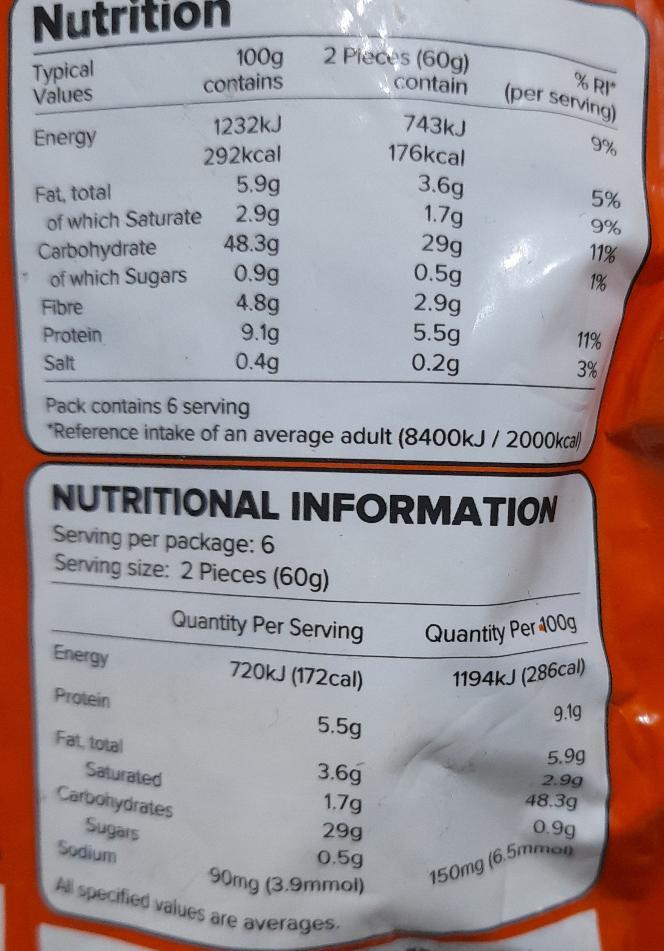 Nutrition
Typical Values 100g contains 2 Pieces (60g) contain % RI* (per serving)
Energy 1232kJ 743kJ 9%
292kcal 176kcal
Fat, total 5.9g 3.6g 5%
of which Saturate 2.9g 1.7g 9%
Carbohydrate 48.3g 29g 11%
of which Sugars 0.9g 0.5g 1%
Fibre 4.8g 2.9g
Protein 9.1g 5.5g 11%
Salt 0.4g 0.2g 3%
Pack contains 6 serving
*Reference intake of an average adult (8400kJ / 2000kcal)
NUTRITIONAL INFORMATION
Serving per package: 6
Serving size: 2 Pieces (60g)
Quantity Per Serving Quantity Per 100g
Energy 720kJ (172cal) 1194kJ (286cal)
Protein 5.5g 9.1g
Fat, total 3.6g 5.9g
Saturated 1.7g 2.9g
Carbohydrates 29g 48.3g
Sugars 0.5g 0.9g
Sodium 90mg (3.9mmol) 150mg (6.5mmol)
All specified values are averages.